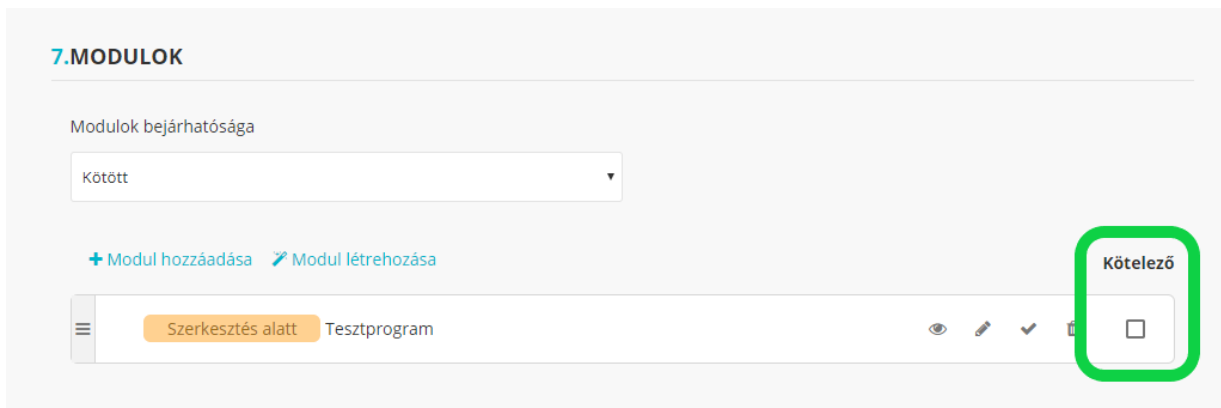 7.MODULOK
Modulok bejárhatósága
Kötött
Modul hozzáadása Modul létrehozása
Kötelező
Szerkesztés alatt Tesztprogram